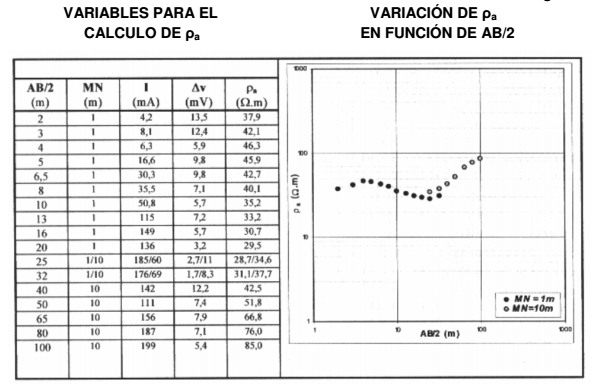 VARIABLES PARA EL
CALCULO DE ρa
VARIACIÓN DE ρa
EN FUNCIÓN DE AB/2
AB/2 MN I Δv ρa
(m) (m) (mA) (mV) (Ω.m)
2 1 4,2 13,5 37,9
3 1 8,1 12,4 42,1
4 1 6,3 5,9 46,3
5 1 16,6 9,8 45,9
6,5 1 30,3 9,8 42,7
8 1 35,5 7,1 40,1
10 1 50,8 5,7 35,2
13 1 115 7,2 33,2
16 1 149 5,7 30,7
20 1 136 3,2 29,5
25 1/10 185/60 2,7/11 28,7/34,6
32 1/10 176/69 1,7/8,3 31,1/37,7
40 10 142 12,2 42,5
50 10 111 7,4 51,8
65 10 156 7,9 66,8
80 10 187 7,1 76,0
100 10 199 5,4 85,0
1000
100
10
1
ρa (Ω.m)
MN = 1m
MN=10m
1 10 100 1000
AB/2 (m)